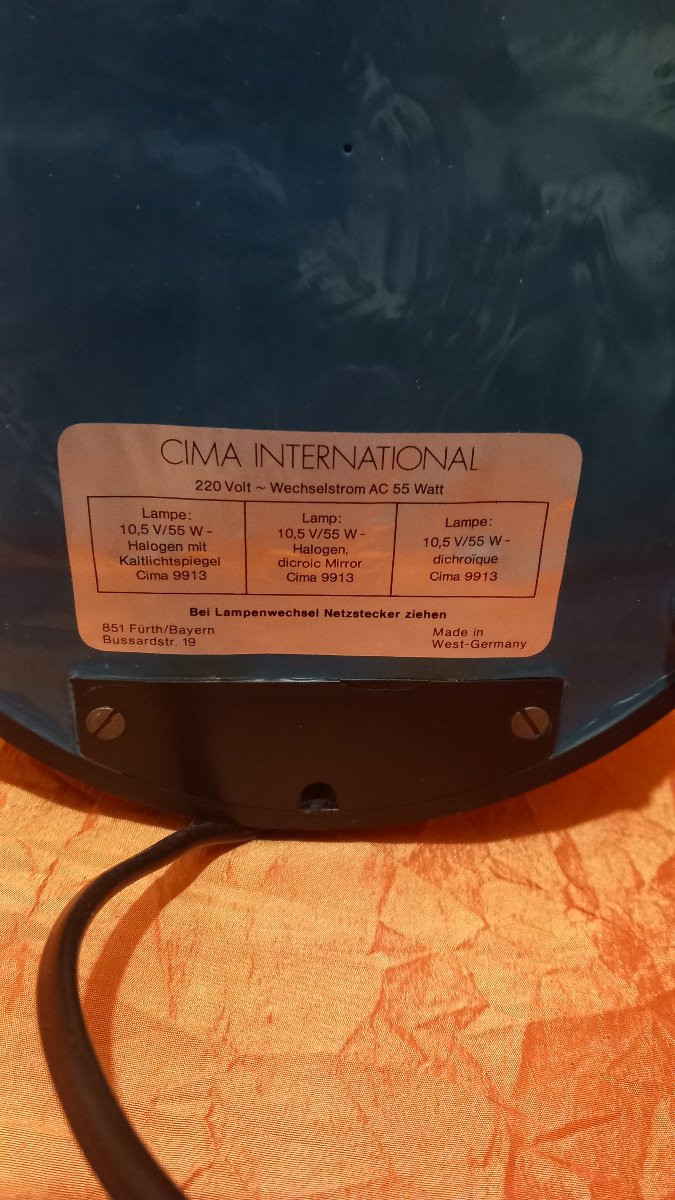 CIMA INTERNATIONAL
220 Volt ~ Wechselstrom AC 55 Watt
Lampe:
10,5 V/55 W -
Halogen mit
Kaltlichtspiegel
Cima 9913
Lamp:
10,5 V/55 W -
Halogen,
dicroic Mirror
Cima 9913
Lampe:
10,5 V/55 W -
dichroïque
Cima 9913
Bei Lampenwechsel Netzstecker ziehen
851 Fürth/Bayern
Bussardstr. 19
Made in
West-Germany